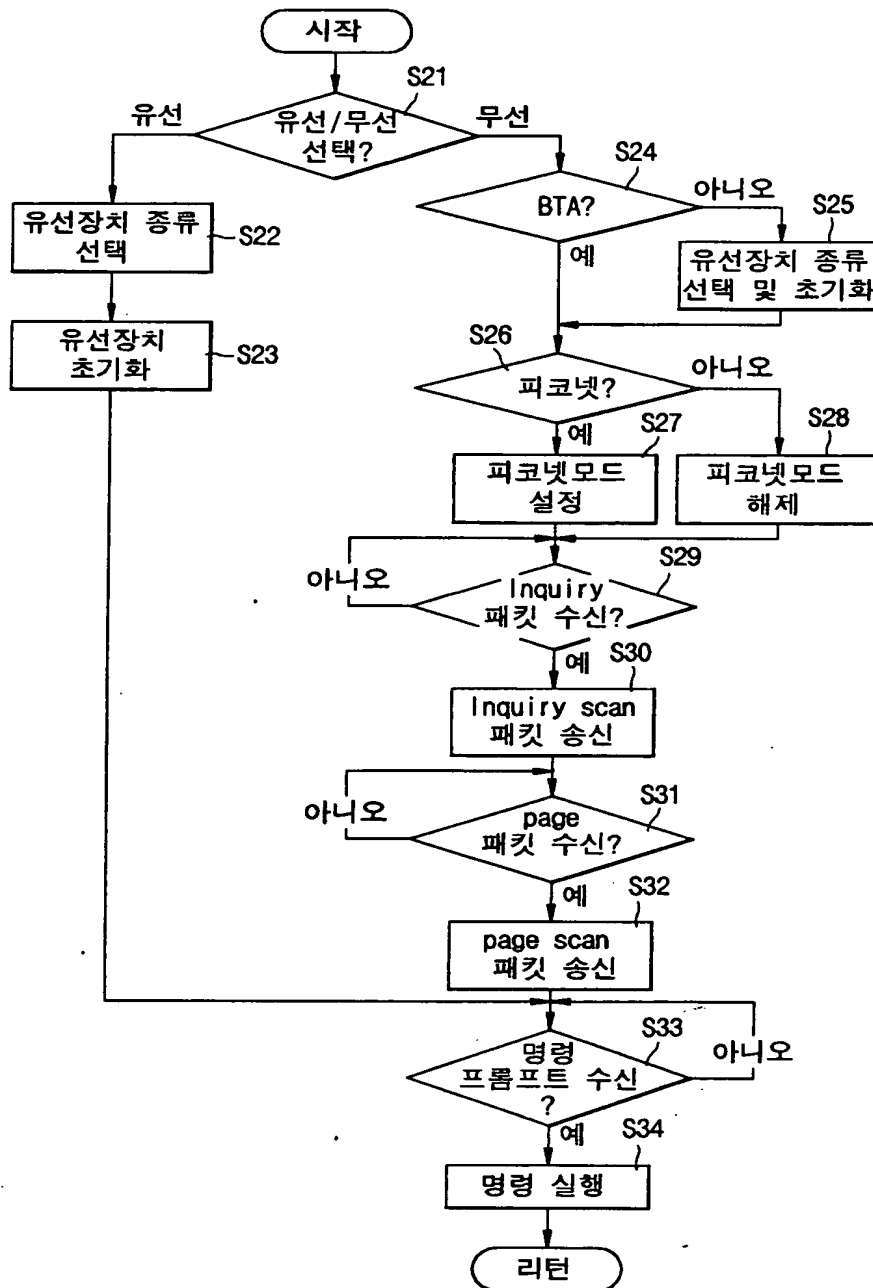 시작
S21
유선
유선/무선
선택?
무선
S24
BTA?
아니오
예
S22
유선장치 종류
선택
S25
유선장치 종류
선택 및 초기화
S23
유선장치
초기화
S26
피코넷?
아니오
예
S27
피코넷모드
설정
S28
피코넷모드
해제
S29
Inquiry
패킷 수신?
아니오
예
S30
Inquiry scan
패킷 송신
S31
page
패킷 수신?
아니오
예
S32
page scan
패킷 송신
S33
명령
프롬프트 수신
?
아니오
예
S34
명령 실행
리턴